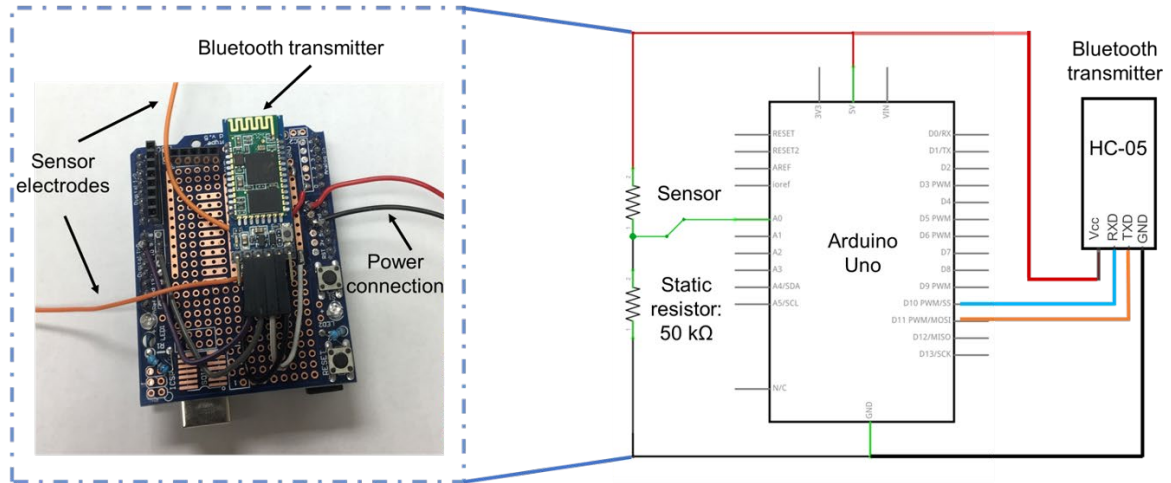 Bluetooth transmitter
Sensor
electrodes
Power
connection
RESET
Sensor
Static
resistor:
50 kΩ
3V3
5V
VIN
RESET
RESET2
AREF
ioref
A0
A1
A2
A3
A4/SDA
A5/SCL
N/C
GND
Arduino
Uno
D0/RX
D1/TX
D2
D3 PWM
D4
D5 PWM
D6 PWM
D7
D8
D9 PWM
D10 PWM/SS
D11 PWM/MOSI
D12/MISO
D13/SCK
Bluetooth
transmitter
HC-05
Vcc
RXD
TXD
GND